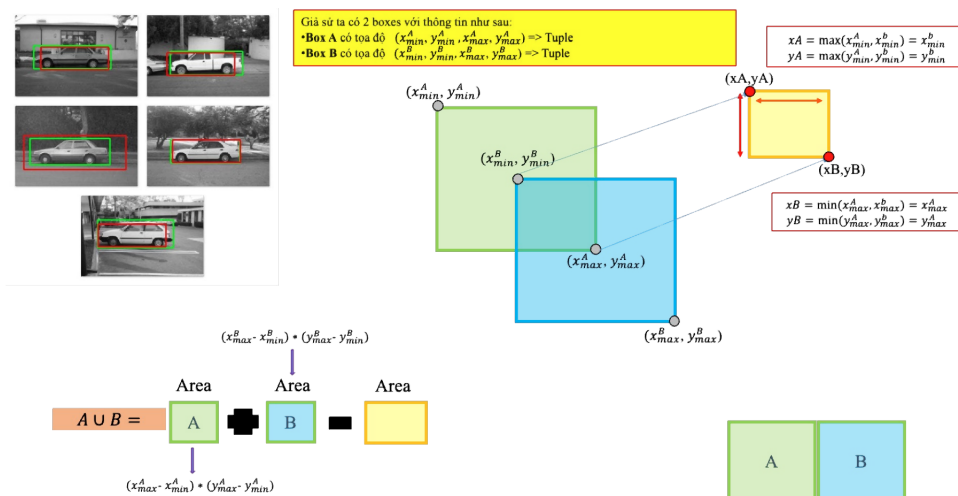 Giả sử ta có 2 boxes với thông tin như sau:
•Box A có tọa độ (x^A_min, y^A_min, x^A_max, y^A_max) => Tuple
•Box B có tọa độ (x^B_min, y^B_min, x^B_max, y^B_max) => Tuple
xA = max(x^A_min, x^b_min) = x^b_min
yA = max(y^A_min, y^b_min) = y^b_min
(xA,yA)
(x^A_min, y^A_min)
(x^B_min, y^B_min)
(xB,yB)
xB = min(x^A_max, x^b_max) = x^A_max
yB = min(y^A_max, y^b_max) = y^A_max
(x^A_max, y^A_max)
(x^B_max, y^B_max)
(x^B_max- x^B_min) * (y^B_max- y^B_min)
Area Area Area
A ∪ B = A B
(x^A_max- x^A_min) * (y^A_max- y^A_min)
A B